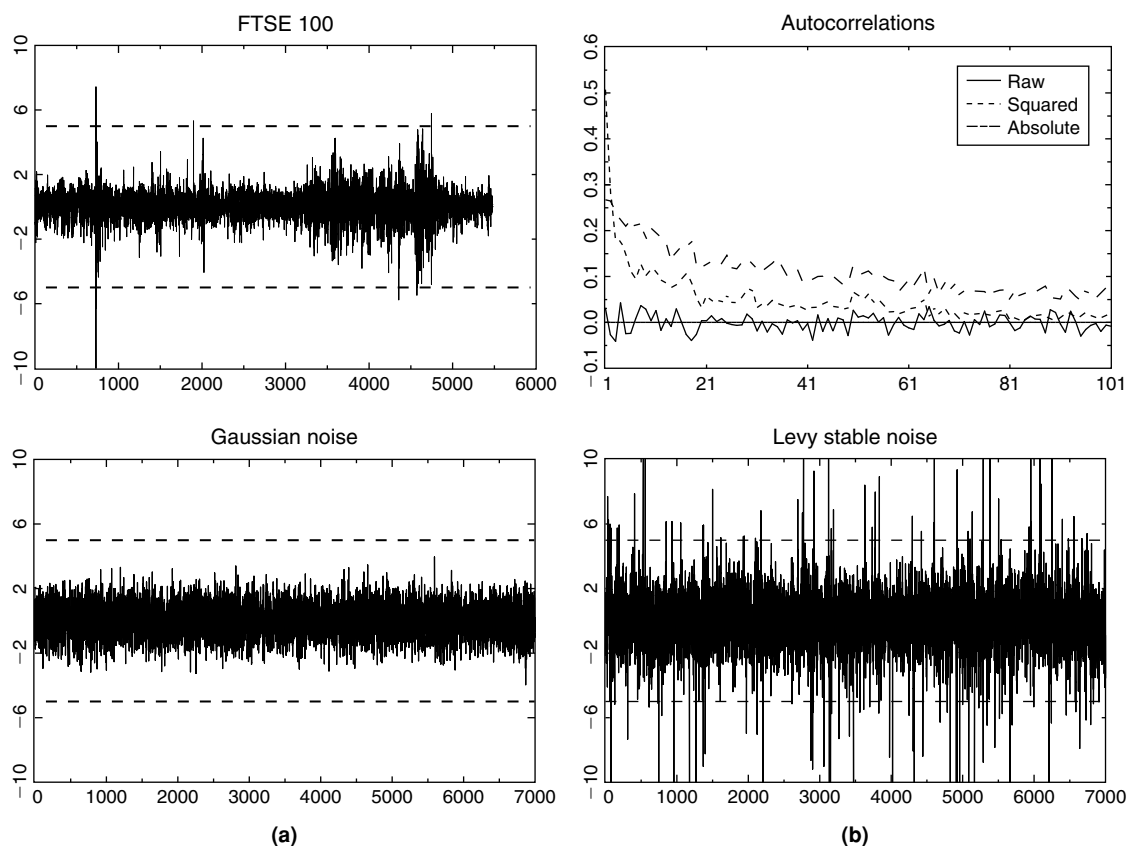 FTSE 100
10
6
2
− 2
− 6
− 10
0 1000 2000 3000 4000 5000 6000
Autocorrelations
0.6
0.5
0.4
0.3
0.2
0.1
0.0
− 0.1
1 21 41 61 81 101
Raw
Squared
Absolute
Gaussian noise
10
6
2
− 2
− 6
− 10
0 1000 2000 3000 4000 5000 6000 7000
(a)
Levy stable noise
10
6
2
− 2
− 6
− 10
0 1000 2000 3000 4000 5000 6000 7000
(b)